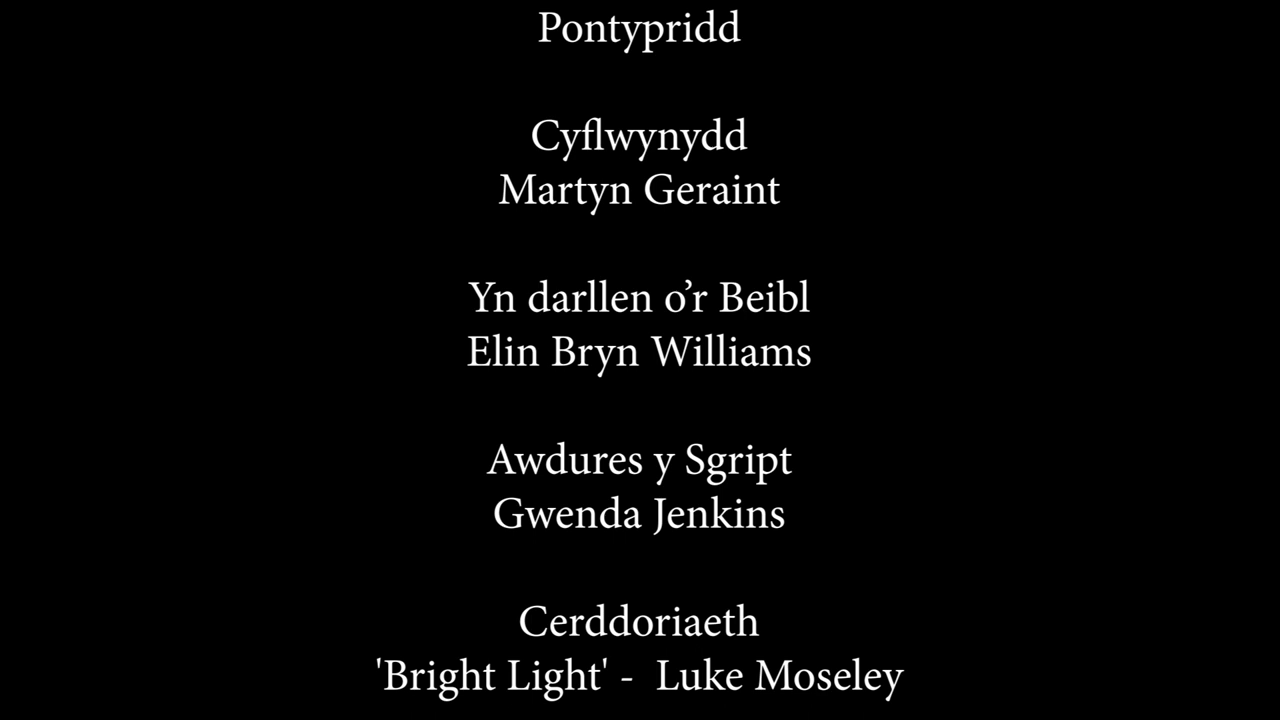 Pontypridd
Cyflwynydd
Martyn Geraint
Yn darllen o’r Beibl
Elin Bryn Williams
Awdures y Sgript
Gwenda Jenkins
Cerddoriaeth
'Bright Light' -  Luke Moseley